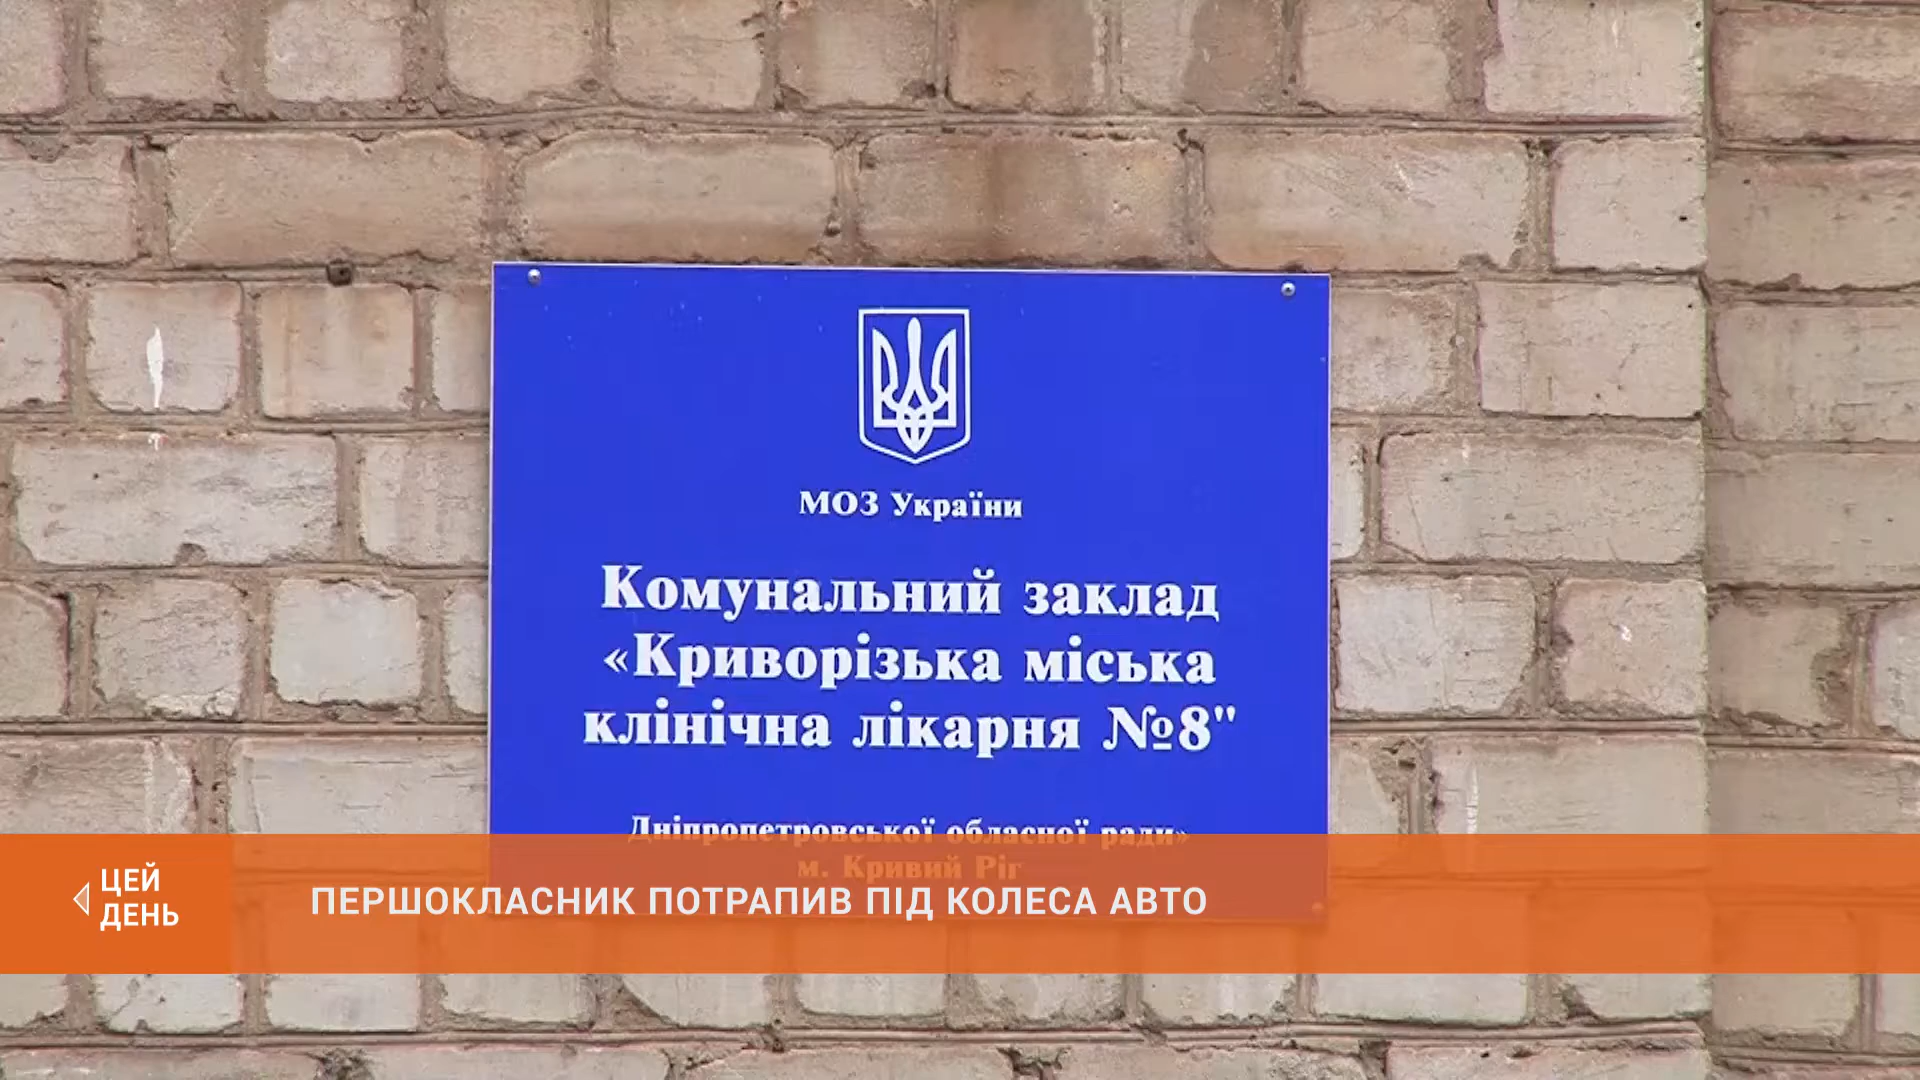 МОЗ України
Комунальний заклад
«Криворізька міська
клінічна лікарня №8"
Дніпропетровської обласної ради»
м. Кривий Ріг
ЦЕЙ
ДЕНЬ
ПЕРШОКЛАСНИК ПОТРАПИВ ПІД КОЛЕСА АВТО